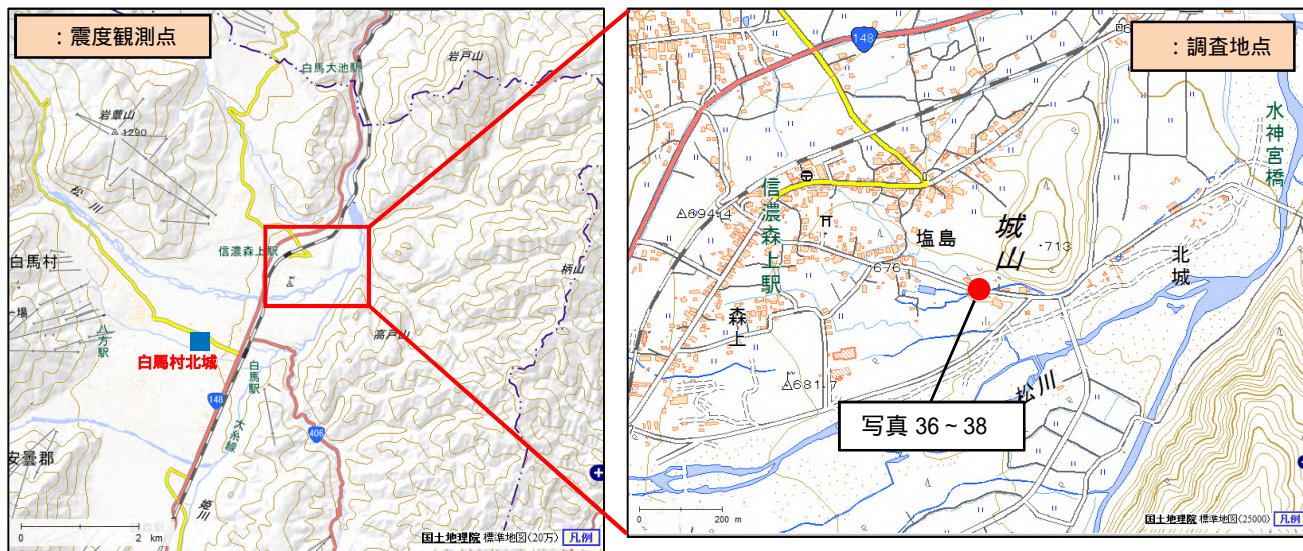 ：震度観測点
白馬大池駅
岩戸山
岩蕈山
1290
松川
信濃森上駅
白馬村
柄山
八方駅
高戸山
白馬村北城
白馬駅
148
406
大糸線
安曇郡
姫川
0 2 km
国土地理院 標準地図(20万) 凡例
：調査地点
148
水神宮橋
信濃森上駅
694.4
塩島
城山
713
北城
676
森上
681.7
松川
写真 36～38
0 200 m
国土地理院 標準地図(25000) 凡例